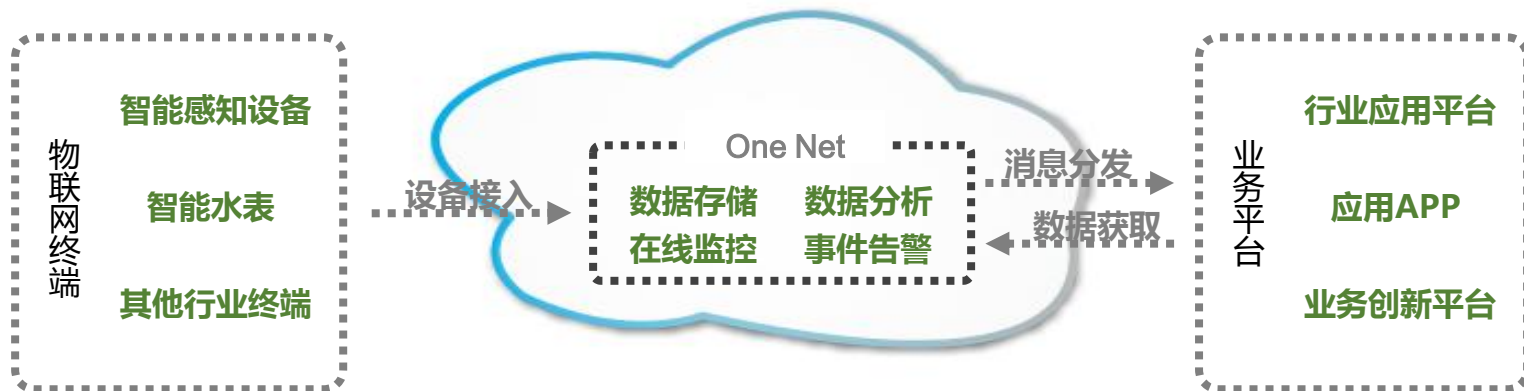 物联网终端
智能感知设备
智能水表
其他行业终端
设备接入
One Net
数据存储 数据分析
在线监控 事件告警
消息分发
数据获取
业务平台
行业应用平台
应用APP
业务创新平台